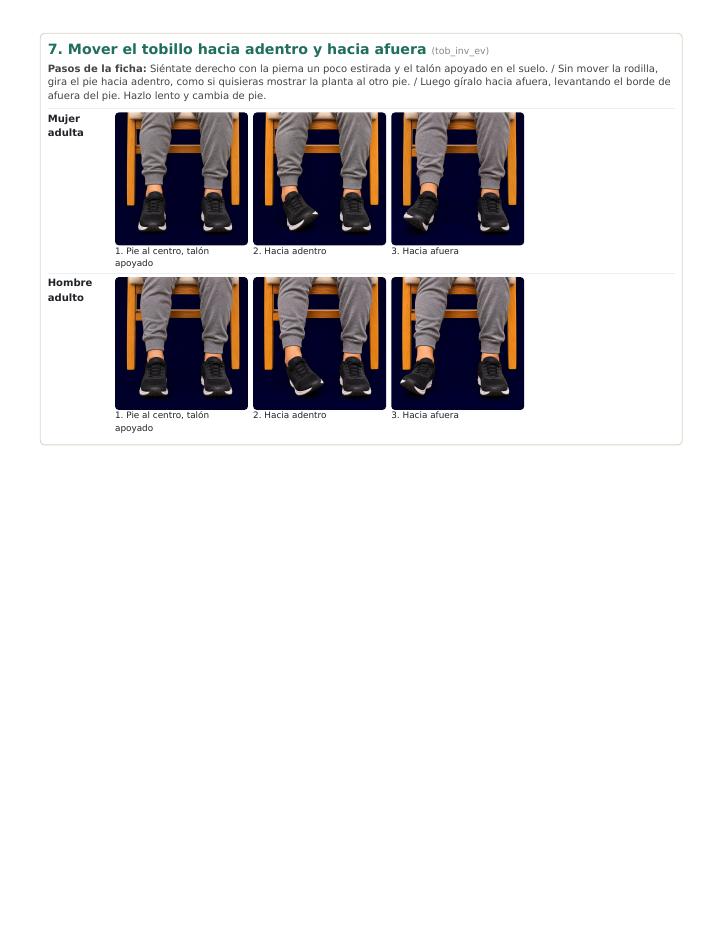 7. Mover el tobillo hacia adentro y hacia afuera (tob_inv_ev)
Pasos de la ficha: Siéntate derecho con la pierna un poco estirada y el talón apoyado en el suelo. / Sin mover la rodilla,
gira el pie hacia adentro, como si quisieras mostrar la planta al otro pie. / Luego gíralo hacia afuera, levantando el borde de
afuera del pie. Hazlo lento y cambia de pie.
Mujer
adulta
1. Pie al centro, talón
apoyado
2. Hacia adentro
3. Hacia afuera
Hombre
adulto
1. Pie al centro, talón
apoyado
2. Hacia adentro
3. Hacia afuera